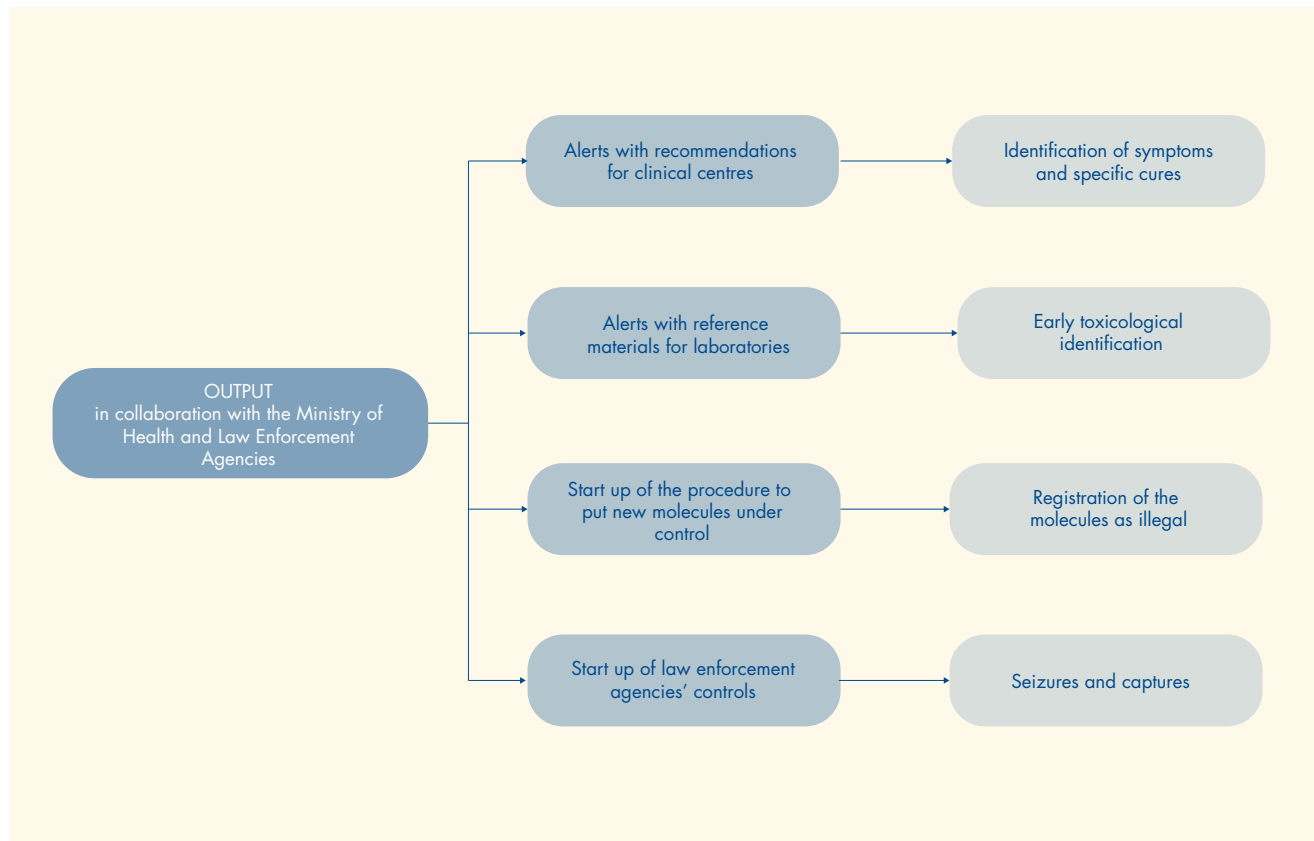 OUTPUT
in collaboration with the Ministry of
Health and Law Enforcement
Agencies
Alerts with recommendations
for clinical centres
Identification of symptoms
and specific cures
Alerts with reference
materials for laboratories
Early toxicological
identification
Start up of the procedure to
put new molecules under
control
Registration of the
molecules as illegal
Start up of law enforcement
agencies’ controls
Seizures and captures